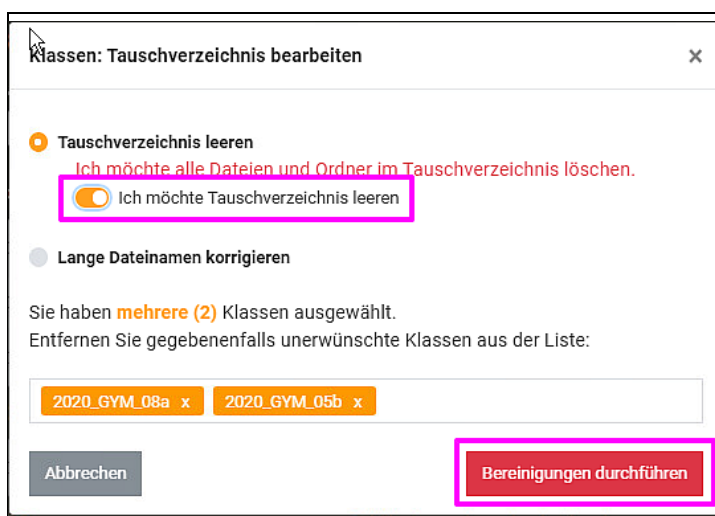 Klassen: Tauschverzeichnis bearbeiten ×
Tauschverzeichnis leeren
Ich möchte alle Dateien und Ordner im Tauschverzeichnis löschen.
Ich möchte Tauschverzeichnis leeren
Lange Dateinamen korrigieren
Sie haben mehrere (2) Klassen ausgewählt.
Entfernen Sie gegebenenfalls unerwünschte Klassen aus der Liste:
2020_GYM_08a x 2020_GYM_05b x
Abbrechen Bereinigungen durchführen